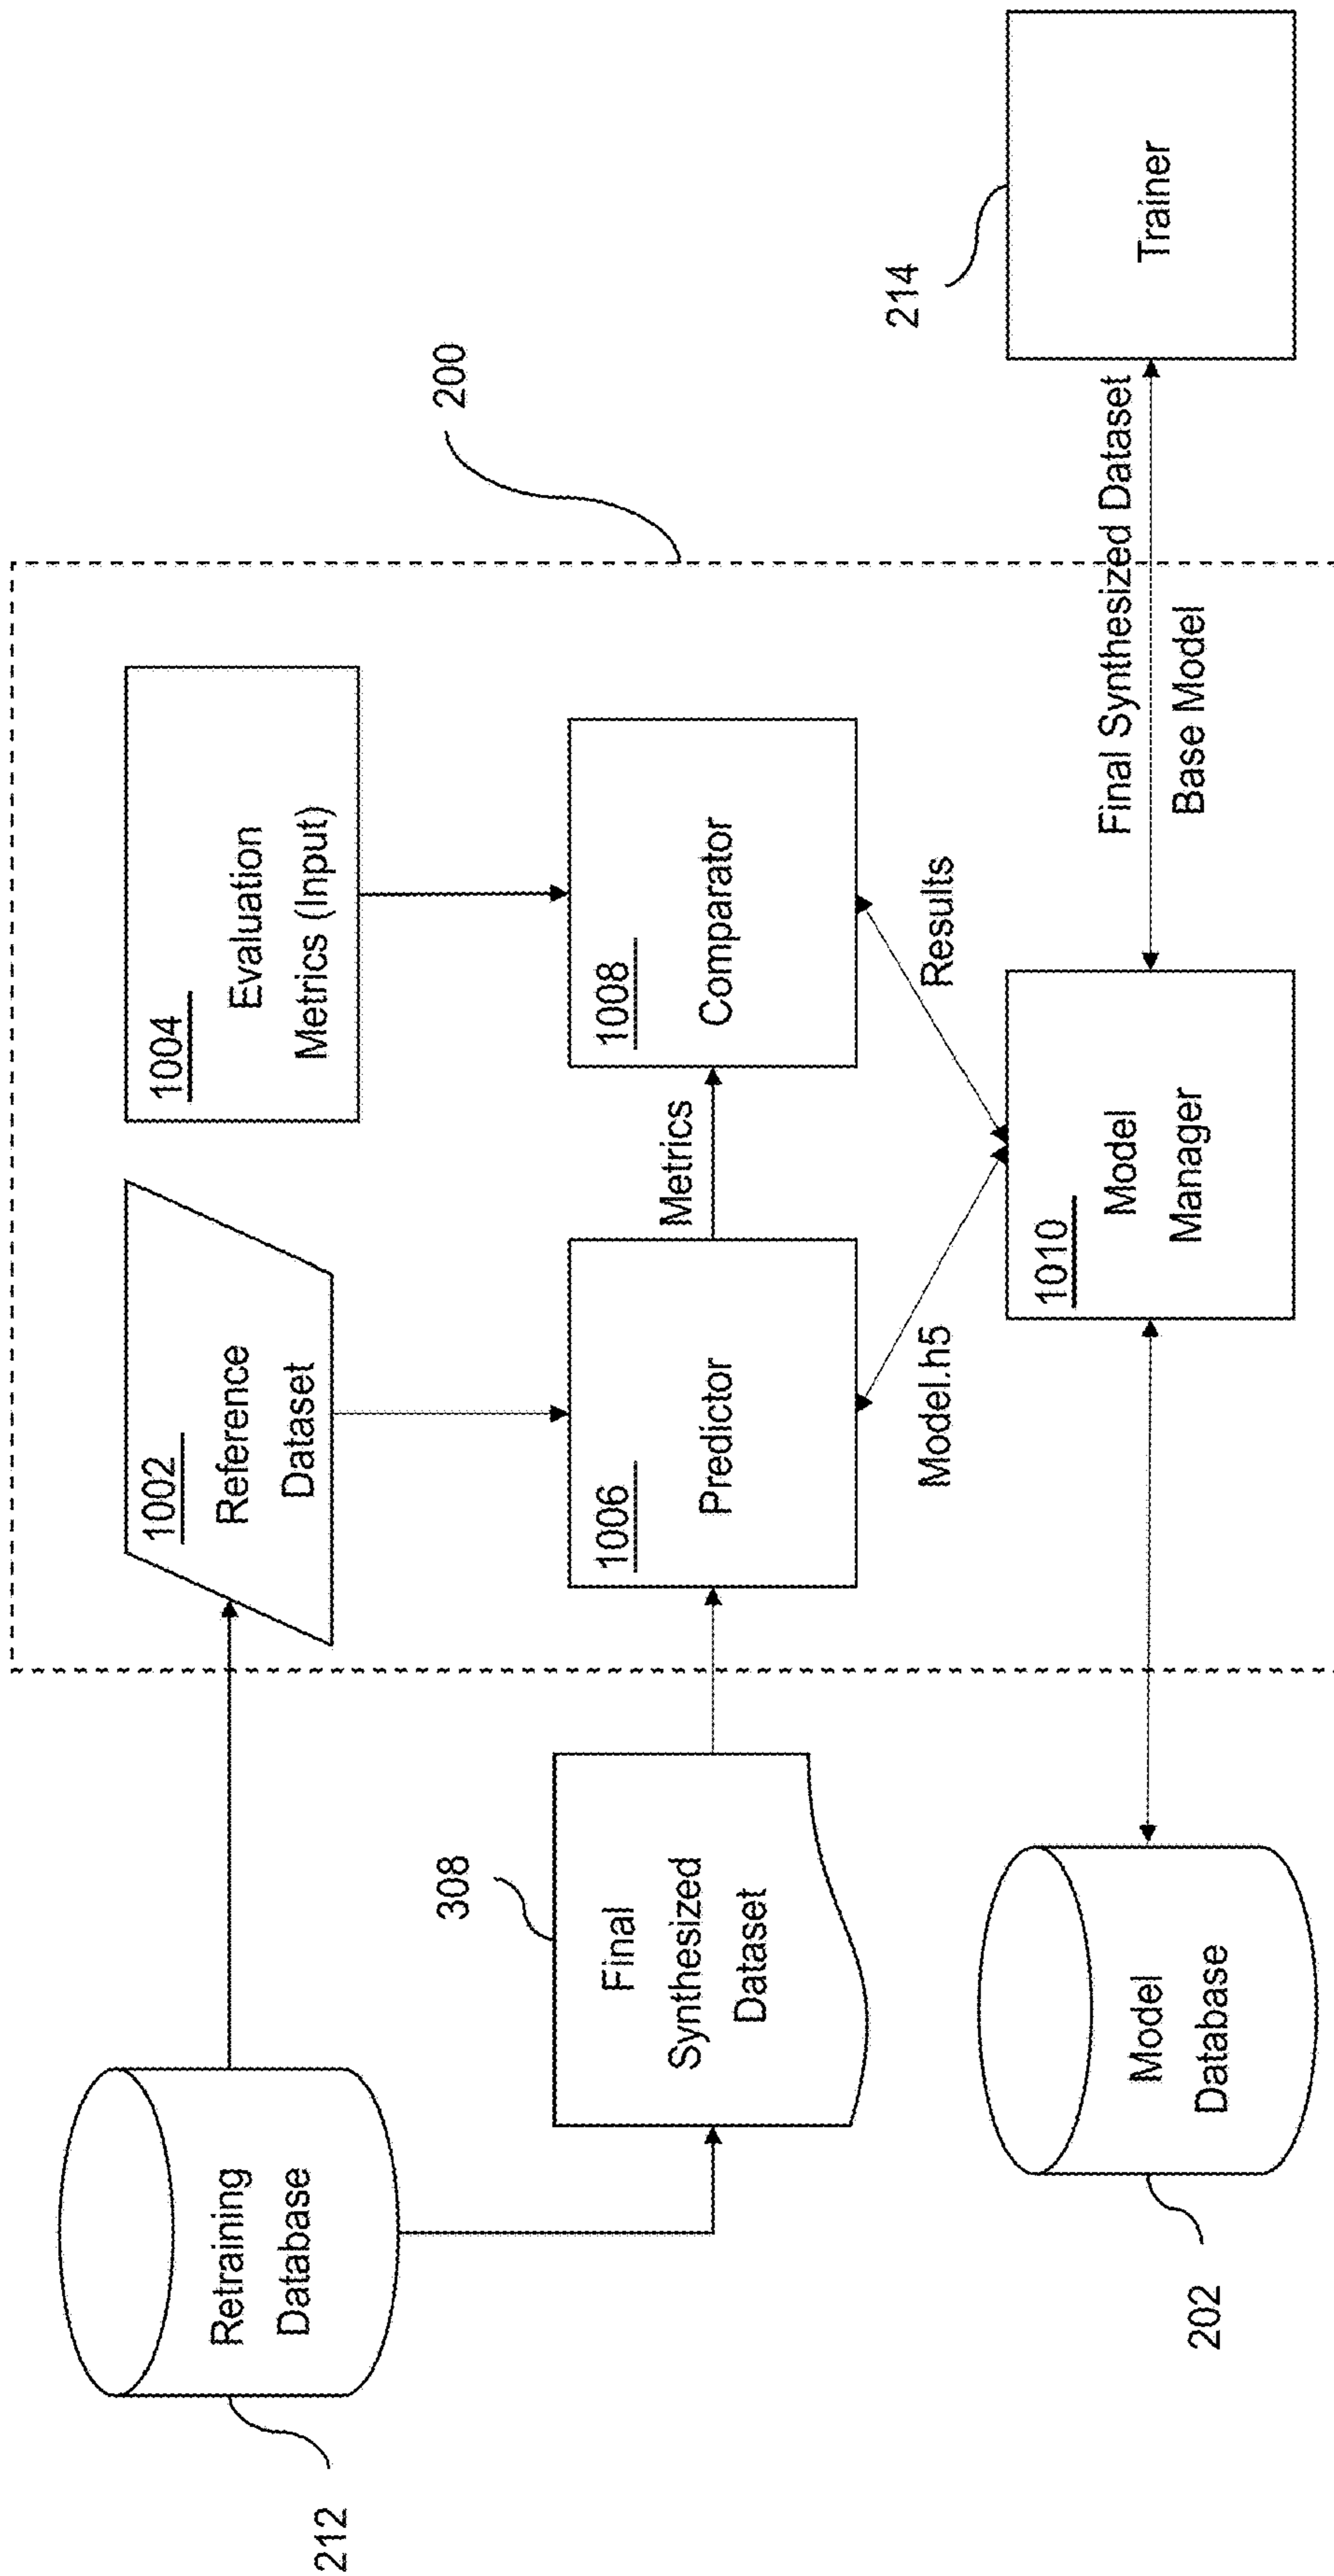 212
Retraining
Database
1002
Reference
Dataset
1004
Evaluation
Metrics (Input)
200
308
Final
Synthesized
Dataset
1006
Predictor
Metrics
1008
Comparator
Model.h5
Results
202
Model
Database
1010
Model
Manager
Final Synthesized Dataset
Base Model
214
Trainer